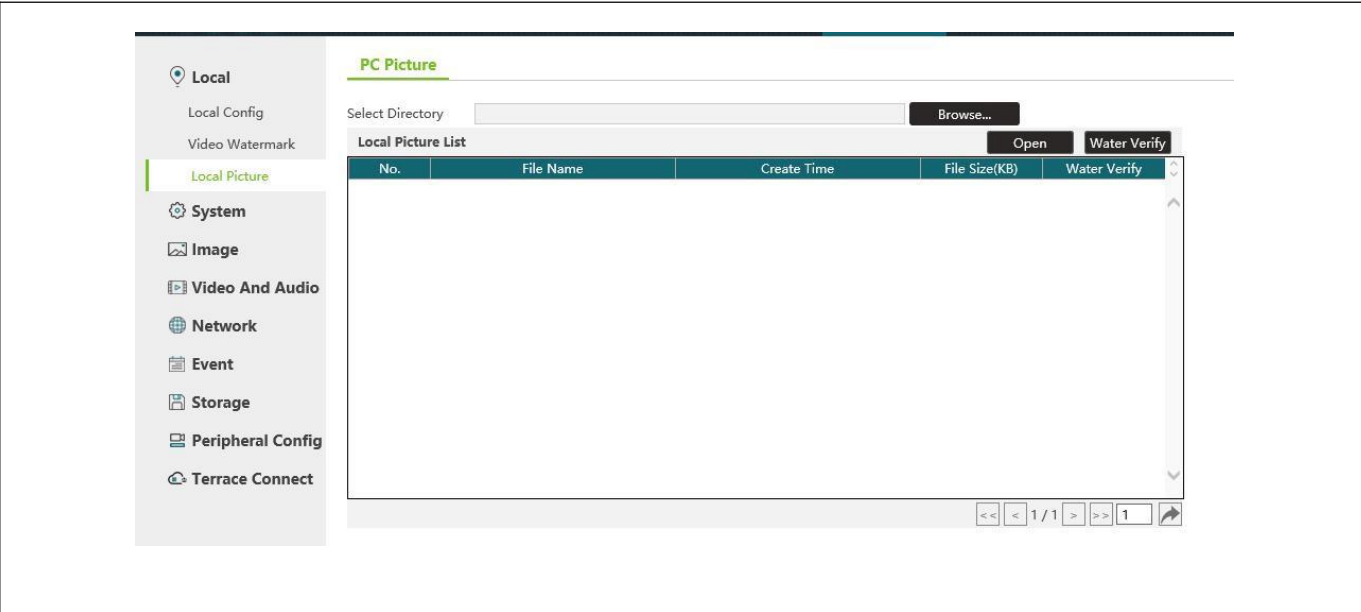 Local
Local Config
Video Watermark
Local Picture
System
Image
Video And Audio
Network
Event
Storage
Peripheral Config
Terrace Connect
PC Picture
Select Directory Browse...
Local Picture List Open Water Verify
No. File Name Create Time File Size(KB) Water Verify
<< < 1 / 1 > >> 1